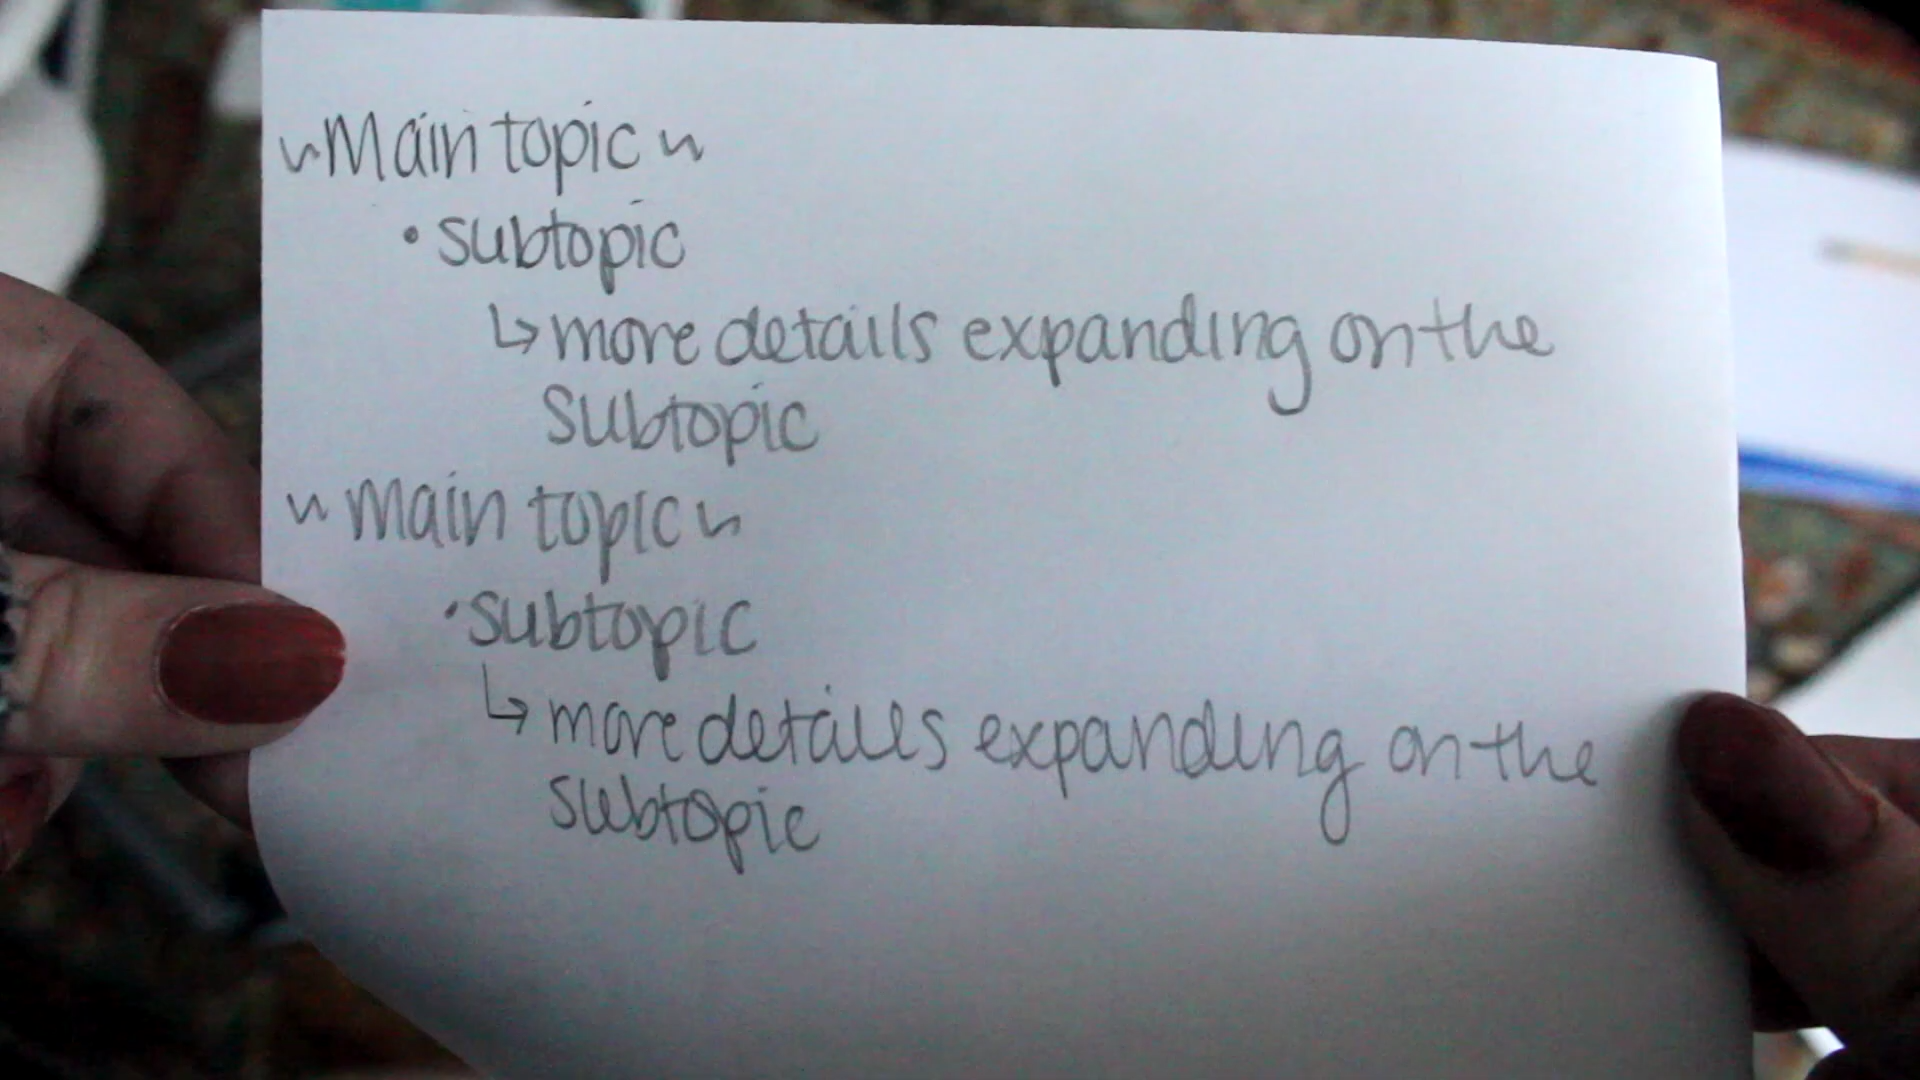 ~Main topic~
• subtopic
↳ more details expanding on the
subtopic
~ Main topic ~
• subtopic
↳ more details expanding on the
subtopic